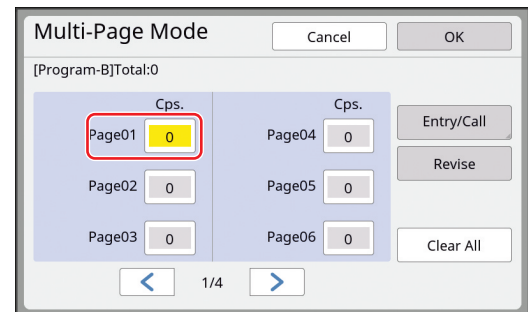 Multi-Page Mode
Cancel
OK
[Program-B]Total:0
Cps.
Cps.
Page01 0
Page04 0
Entry/Call
Revise
Page02 0
Page05 0
Page03 0
Page06 0
Clear All
1/4